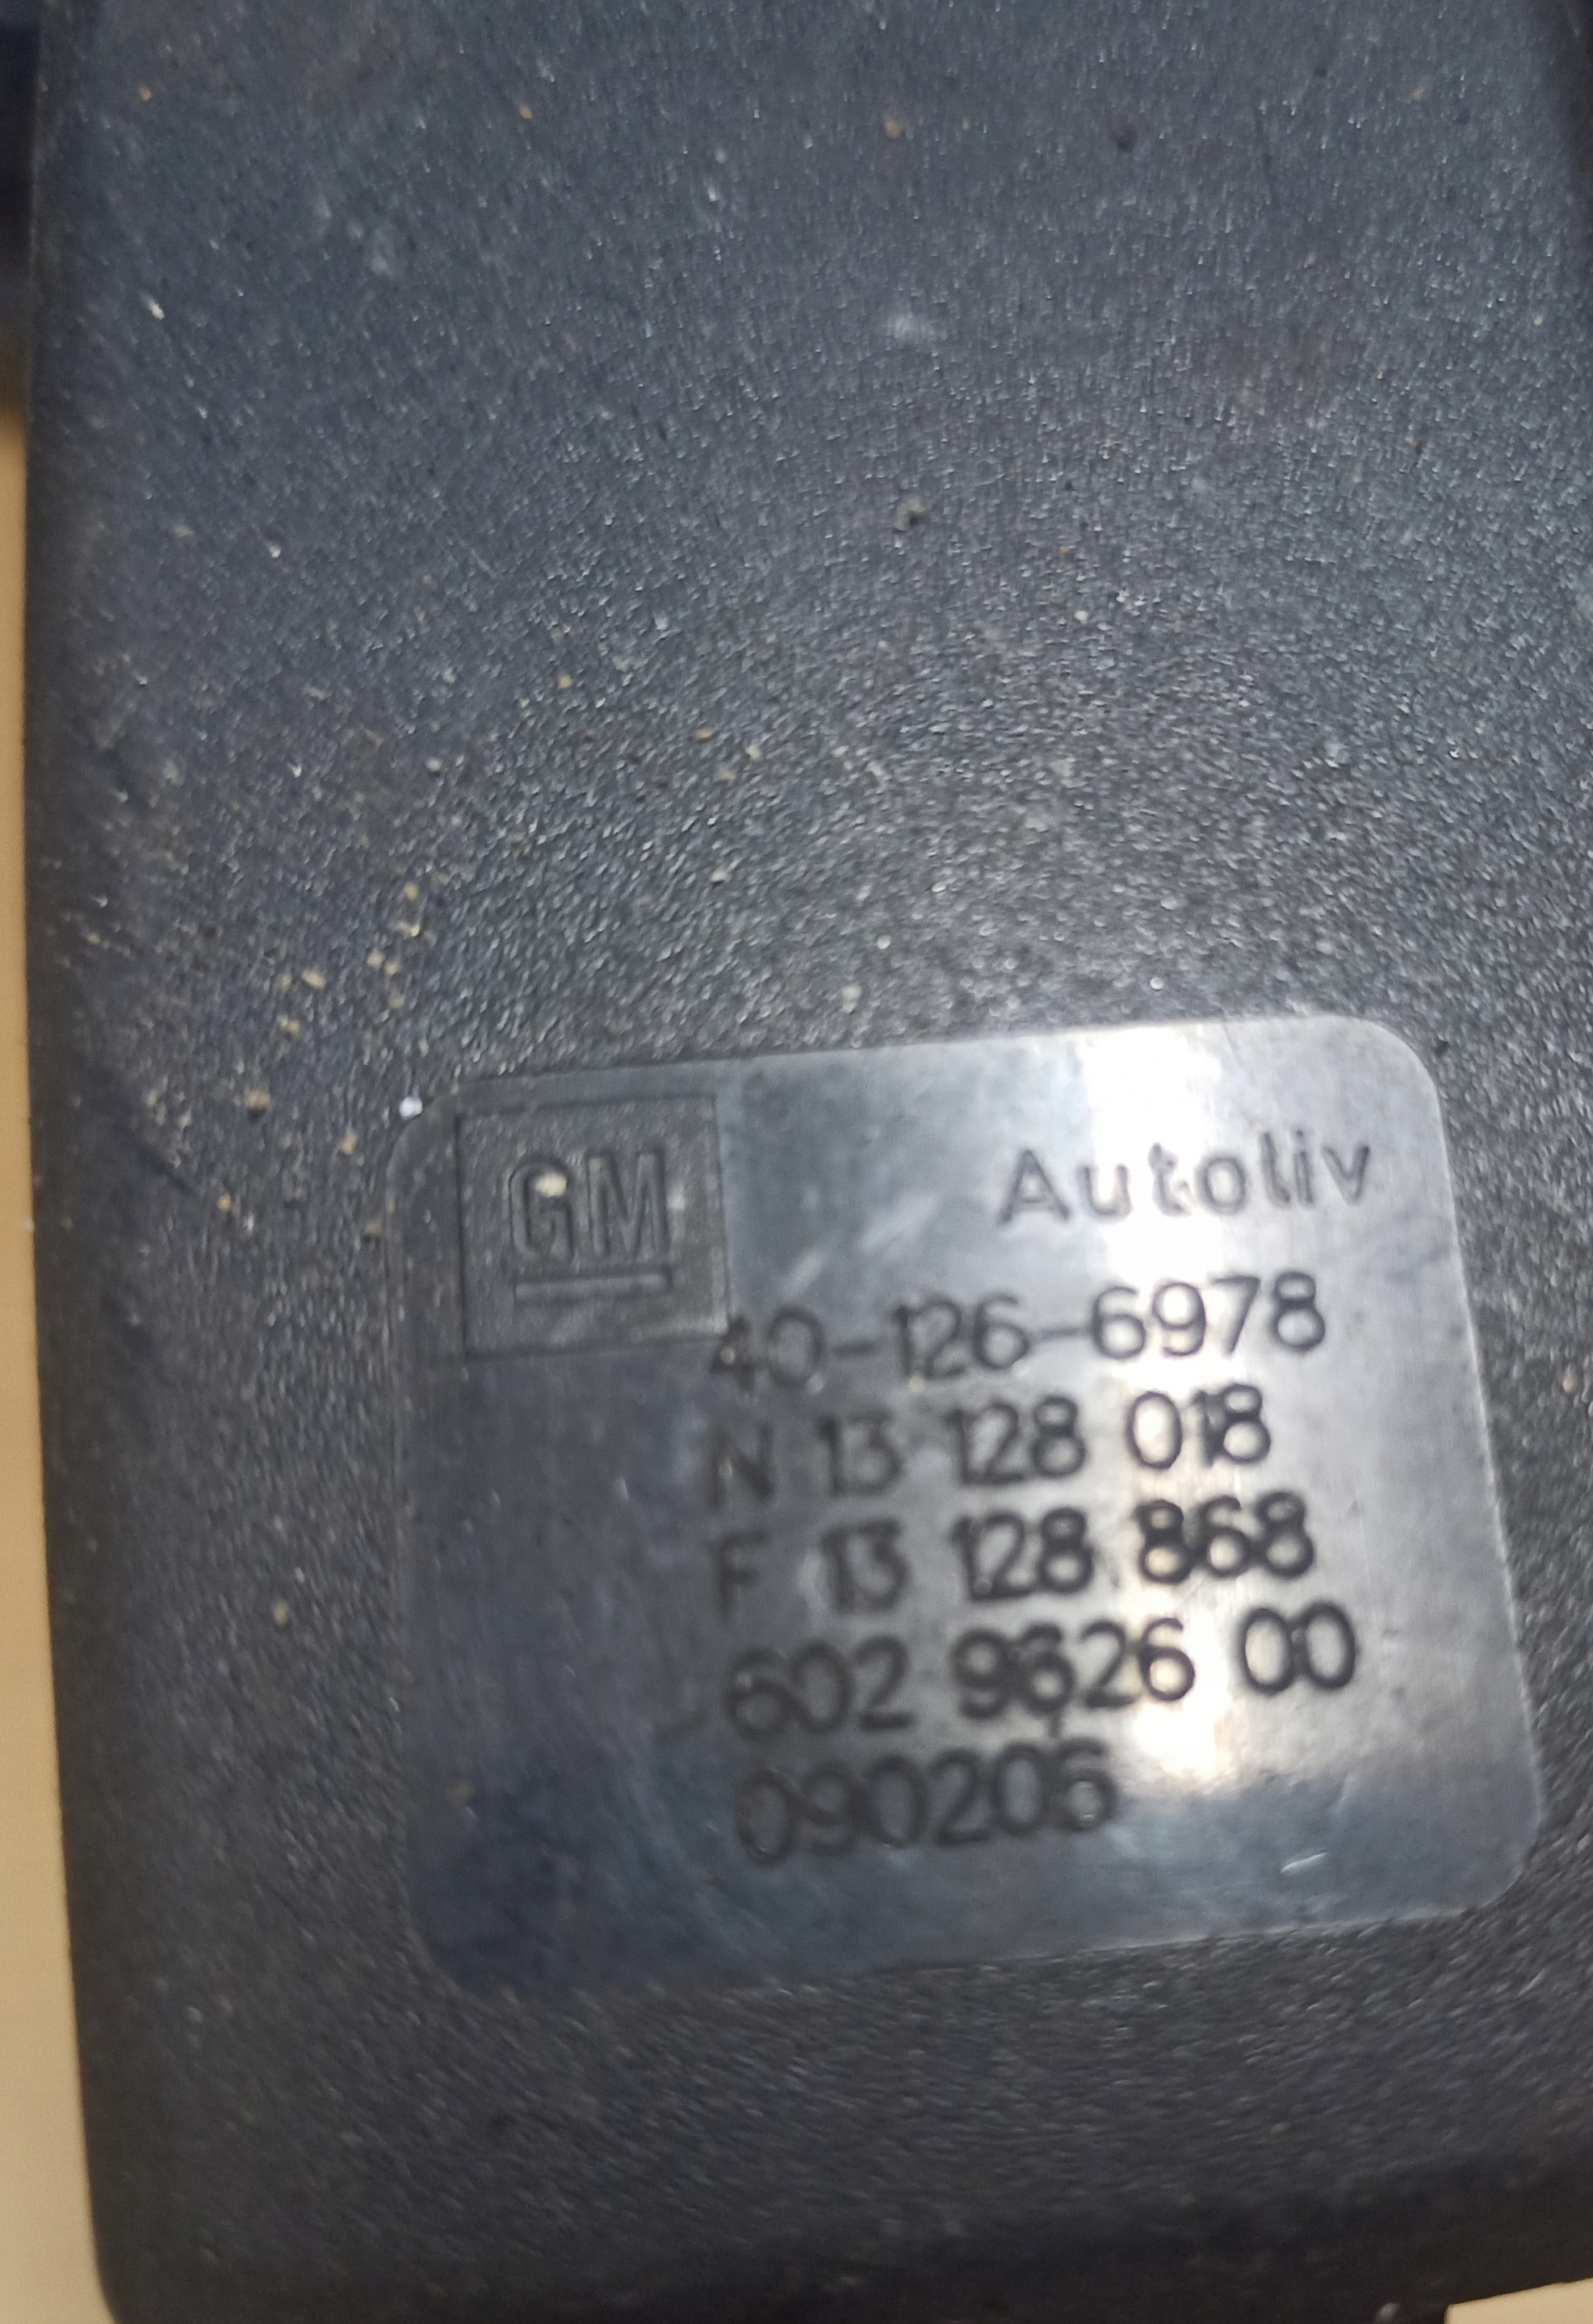 GM Autoliv
40-126-6978
N 13 128 018
F 13 128 868
602 9626 00
090206